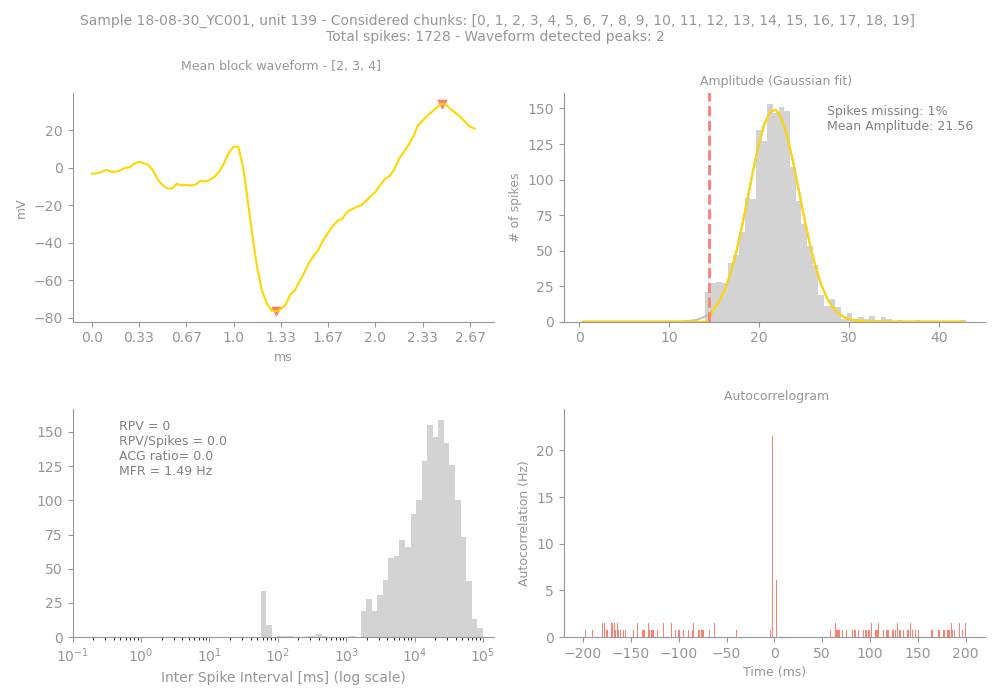 Sample 18-08-30_YC001, unit 139 - Considered chunks: [0, 1, 2, 3, 4, 5, 6, 7, 8, 9, 10, 11, 12, 13, 14, 15, 16, 17, 18, 19]
Total spikes: 1728 - Waveform detected peaks: 2
Mean block waveform - [2, 3, 4]
mV
20
0
−20
−40
−60
−80
0.0 0.33 0.67 1.0 1.33 1.67 2.0 2.33 2.67
ms
Amplitude (Gaussian fit)
Spikes missing: 1%
Mean Amplitude: 21.56
# of spikes
150
125
100
75
50
25
0
0 10 20 30 40
RPV = 0
RPV/Spikes = 0.0
ACG ratio= 0.0
MFR = 1.49 Hz
150
125
100
75
50
25
0
10⁻¹ 10⁰ 10¹ 10² 10³ 10⁴ 10⁵
Inter Spike Interval [ms] (log scale)
Autocorrelogram
Autocorrelation (Hz)
20
15
10
5
0
−200 −150 −100 −50 0 50 100 150 200
Time (ms)